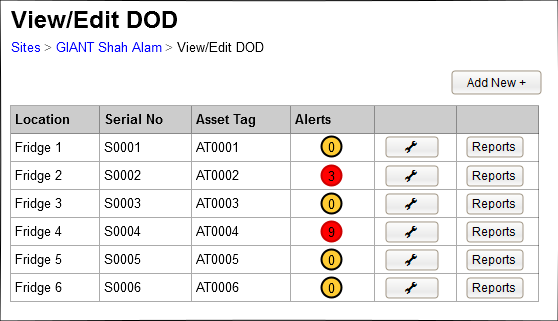 View/Edit DOD
Sites > GIANT Shah Alam > View/Edit DOD
Add New +
Location Serial No Asset Tag Alerts
Fridge 1 S0001 AT0001 0 Reports
Fridge 2 S0002 AT0002 3 Reports
Fridge 3 S0003 AT0003 0 Reports
Fridge 4 S0004 AT0004 9 Reports
Fridge 5 S0005 AT0005 0 Reports
Fridge 6 S0006 AT0006 0 Reports